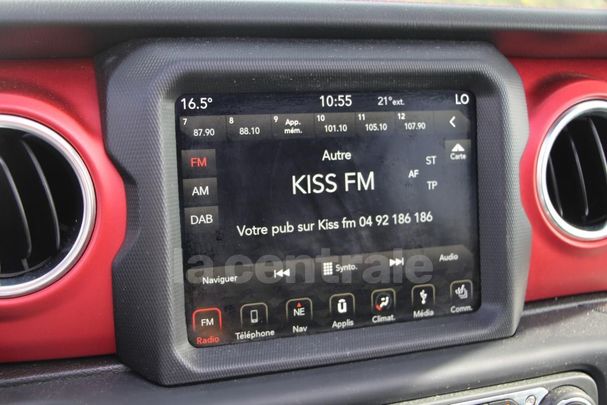 16.5° 10:55 21°ext. LO
7 8 9 App. 10 11 12
87.90 88.10 mém. 101.10 105.10 107.90
FM Autre ST Carte
AM KISS FM AF TP
DAB
Votre pub sur Kiss fm 04 92 186 186
la centrale
Naviguer Synto. Audio
FM NE
Radio Téléphone Nav Applis Climat. Média Comm.